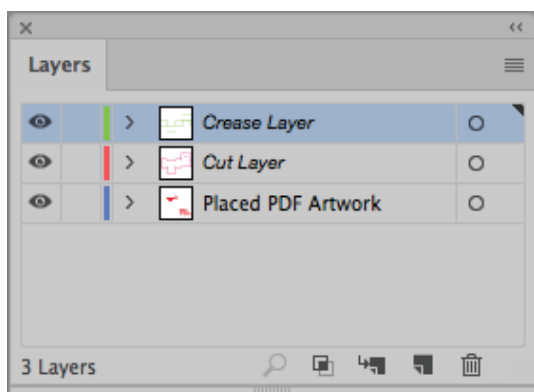 Layers
Crease Layer
Cut Layer
Placed PDF Artwork
3 Layers